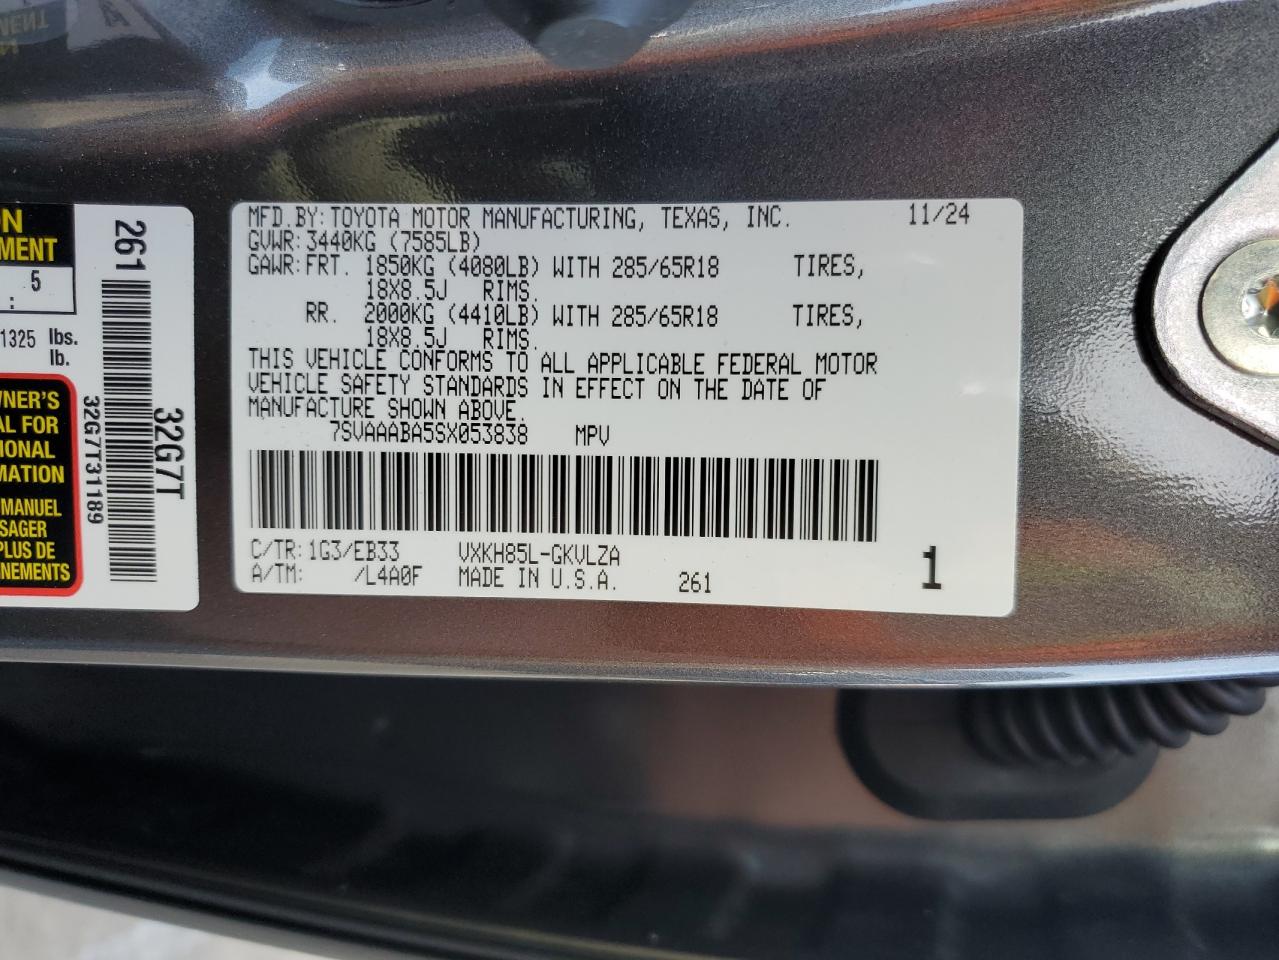 ON
MENT
5
:
1325 lbs.
lb.
WNER'S
AL FOR
IONAL
MATION
MANUEL
SAGER
PLUS DE
NEMENTS
261
32G7T31189
32G7T
MFD.BY: TOYOTA MOTOR MANUFACTURING, TEXAS, INC. 11/24
GVWR: 3440KG (7585LB)
GAWR: FRT. 1850KG (4080LB) WITH 285/65R18 TIRES,
18X8.5J RIMS.
RR. 2000KG (4410LB) WITH 285/65R18 TIRES,
18X8.5J RIMS.
THIS VEHICLE CONFORMS TO ALL APPLICABLE FEDERAL MOTOR
VEHICLE SAFETY STANDARDS IN EFFECT ON THE DATE OF
MANUFACTURE SHOWN ABOVE.
7SVAAABA5SX053838 MPV
C/TR: 1G3/EB33 VXKH85L-GKVLZA
A/TM: /L4A0F MADE IN U.S.A. 261 1